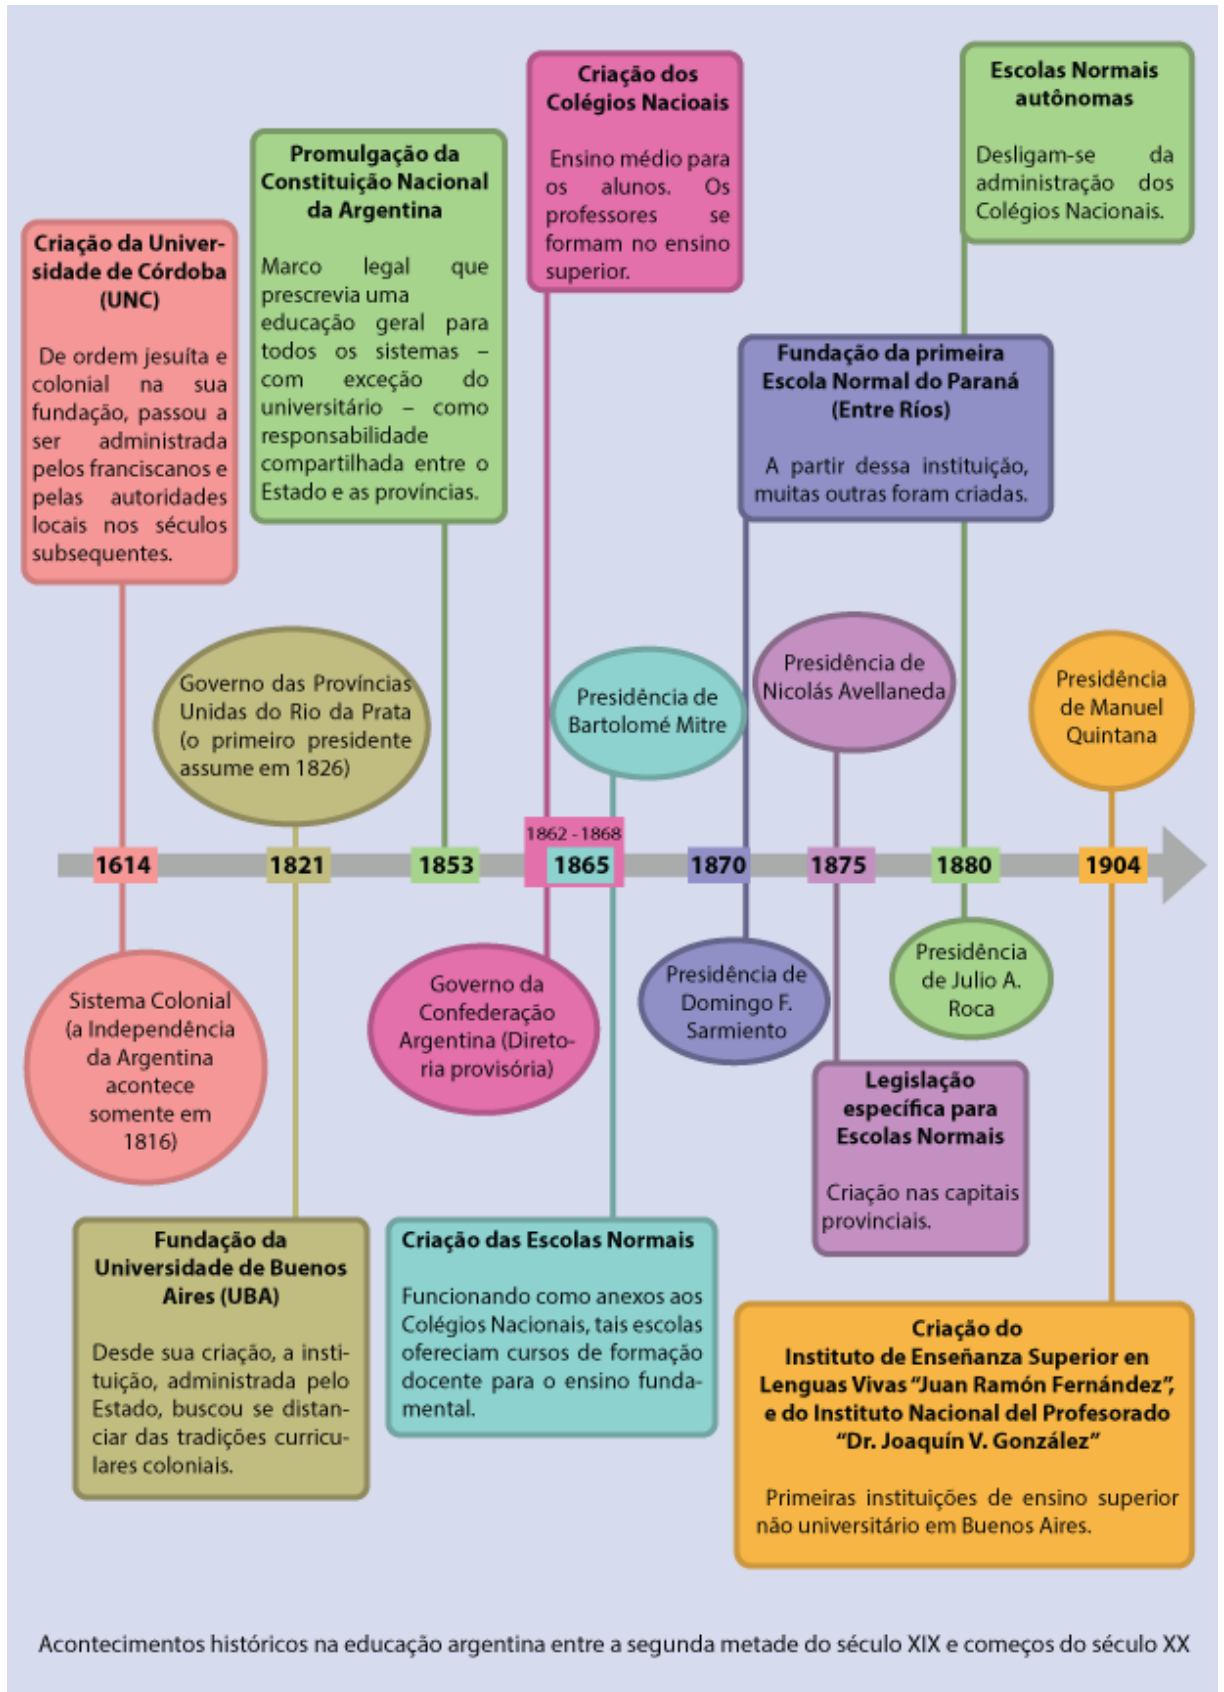 Criação da Univer-
sidade de Córdoba
(UNC)
De ordem jesuíta e
colonial na sua
fundação, passou a
ser administrada
pelos franciscanos e
pelas autoridades
locais nos séculos
subsequentes.
Promulgação da
Constituição Nacional
da Argentina
Marco legal que
prescrevia uma
educação geral para
todos os sistemas –
com exceção do
universitário – como
responsabilidade
compartilhada entre o
Estado e as províncias.
Criação dos
Colégios Nacioais
Ensino médio para
os alunos. Os
professores se
formam no ensino
superior.
Fundação da primeira
Escola Normal do Paraná
(Entre Ríos)
A partir dessa instituição,
muitas outras foram criadas.
Escolas Normais
autônomas
Desligam-se da
administração dos
Colégios Nacionais.
Governo das Províncias
Unidas do Rio da Prata
(o primeiro presidente
assume em 1826)
Presidência de
Bartolomé Mitre
Presidência de
Nicolás Avellaneda
Presidência
de Manuel
Quintana
1614
1821
1853
1862 - 1868
1865
1870
1875
1880
1904
Sistema Colonial
(a Independência
da Argentina
acontece
somente em
1816)
Governo da
Confederação
Argentina (Direto-
ria provisória)
Presidência de
Domingo F.
Sarmiento
Presidência
de Julio A.
Roca
Fundação da
Universidade de Buenos
Aires (UBA)
Desde sua criação, a insti-
tuição, administrada pelo
Estado, buscou se distan-
ciar das tradições curricu-
lares coloniais.
Criação das Escolas Normais
Funcionando como anexos aos
Colégios Nacionais, tais escolas
ofereciam cursos de formação
docente para o ensino funda-
mental.
Legislação
específica para
Escolas Normais
Criação nas capitais
provinciais.
Criação do
Instituto de Enseñanza Superior en
Lenguas Vivas “Juan Ramón Fernández”,
e do Instituto Nacional del Profesorado
“Dr. Joaquín V. González”
Primeiras instituições de ensino superior
não universitário em Buenos Aires.
Acontecimentos históricos na educação argentina entre a segunda metade do século XIX e começos do século XX